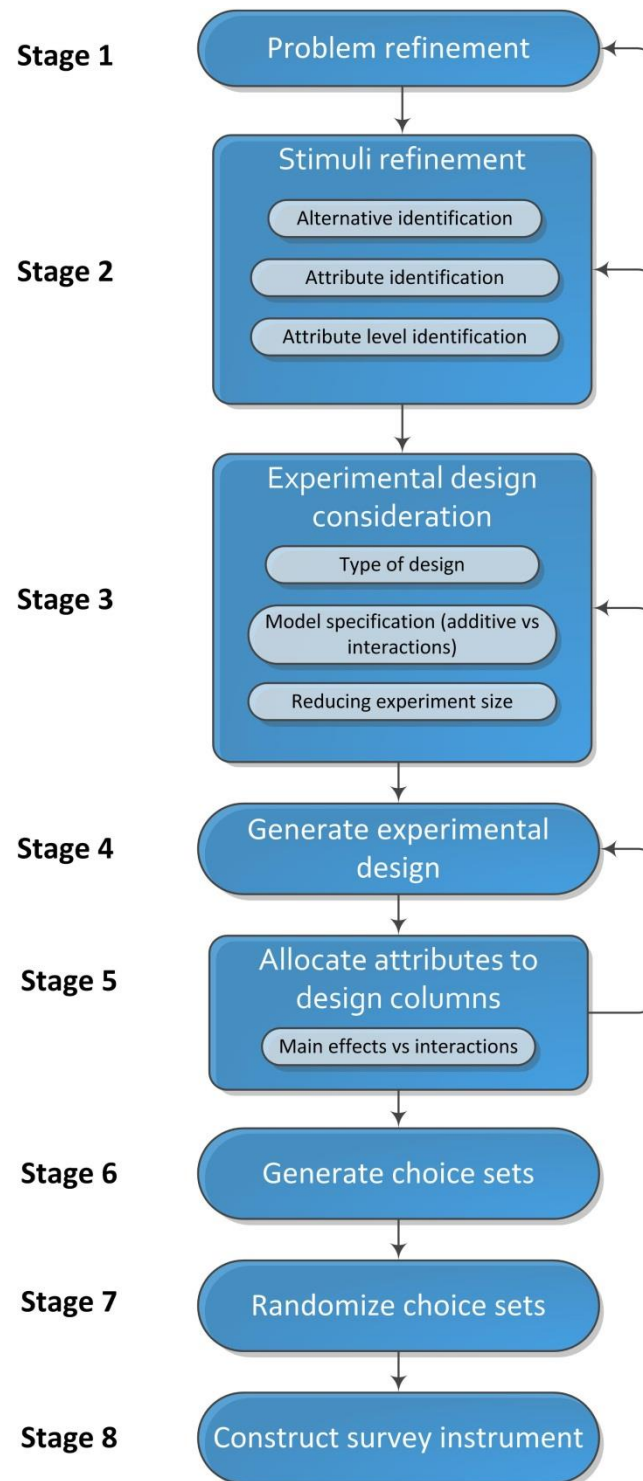 Stage 1
Problem refinement
Stage 2
Stimuli refinement
Alternative identification
Attribute identification
Attribute level identification
Stage 3
Experimental design
consideration
Type of design
Model specification (additive vs
interactions)
Reducing experiment size
Stage 4
Generate experimental
design
Stage 5
Allocate attributes to
design columns
Main effects vs interactions
Stage 6
Generate choice sets
Stage 7
Randomize choice sets
Stage 8
Construct survey instrument